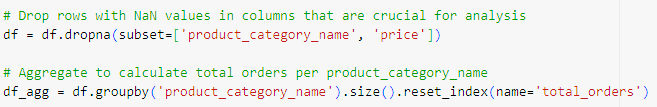 # Drop rows with NaN values in columns that are crucial for analysis
df = df.dropna(subset=['product_category_name', 'price'])
# Aggregate to calculate total orders per product_category_name
df_agg = df.groupby('product_category_name').size().reset_index(name='total_orders')